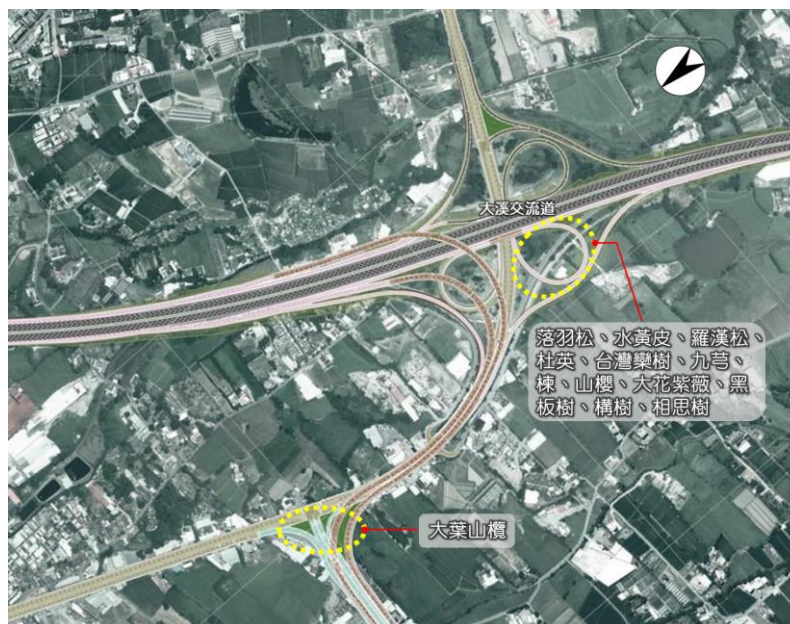 大溪交流道
落羽松、水黃皮、羅漢松、
杜英、台灣欒樹、九芎、
楝、山櫻、大花紫薇、黑
板樹、構樹、相思樹
大葉山欖